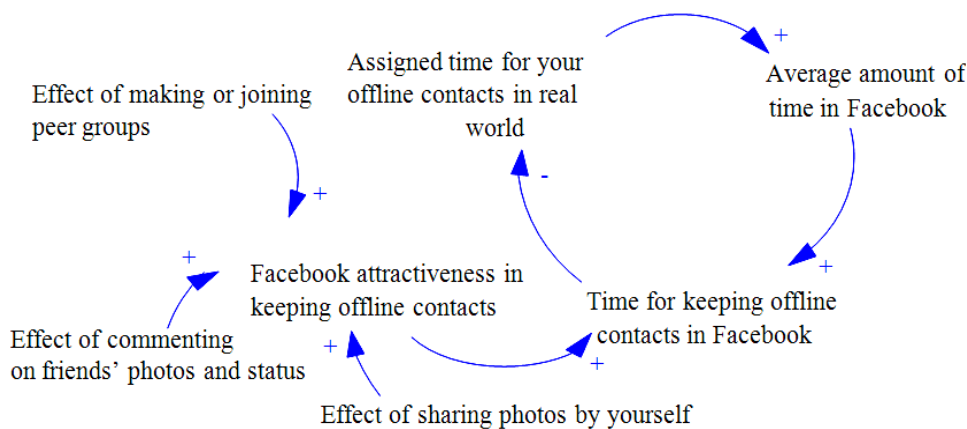 Assigned time for your
offline contacts in real
world
+
Average amount of
time in Facebook
Effect of making or joining
peer groups
+
-
+
Facebook attractiveness in
keeping offline contacts
+
Time for keeping offline
contacts in Facebook
Effect of commenting
on friends’ photos and status
+
+
Effect of sharing photos by yourself